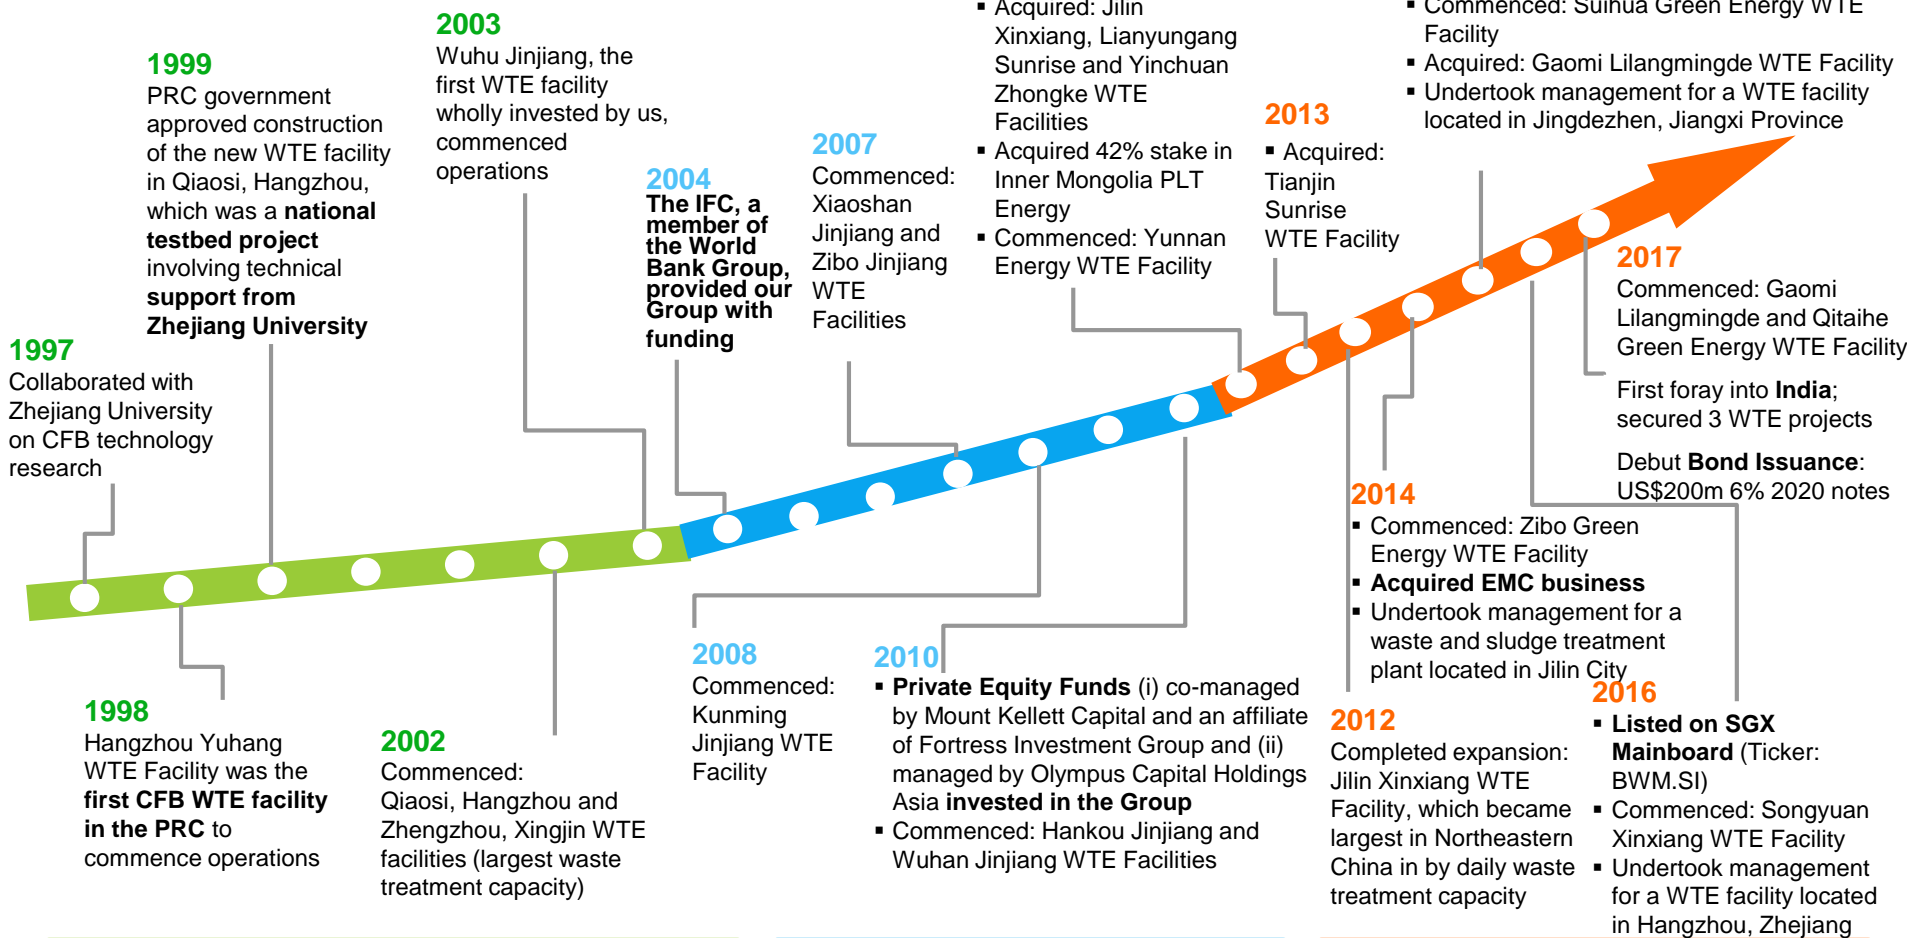 1997
Collaborated with
Zhejiang University
on CFB technology
research
1998
Hangzhou Yuhang
WTE Facility was the
first CFB WTE facility
in the PRC to
commence operations
1999
PRC government
approved construction
of the new WTE facility
in Qiaosi, Hangzhou,
which was a national
testbed project
involving technical
support from
Zhejiang University
2002
Commenced:
Qiaosi, Hangzhou and
Zhengzhou, Xingjin WTE
facilities (largest waste
treatment capacity)
2003
Wuhu Jinjiang, the
first WTE facility
wholly invested by us,
commenced
operations
2004
The IFC, a
member of
the World
Bank Group,
provided our
Group with
funding
2007
Commenced:
Xiaoshan
Jinjiang and
Zibo Jinjiang
WTE
Facilities
2008
Commenced:
Kunming
Jinjiang WTE
Facility
2010
▪ Private Equity Funds (i) co-managed
by Mount Kellett Capital and an affiliate
of Fortress Investment Group and (ii)
managed by Olympus Capital Holdings
Asia invested in the Group
▪ Commenced: Hankou Jinjiang and
Wuhan Jinjiang WTE Facilities
▪ Acquired: Jilin
Xinxiang, Lianyungang
Sunrise and Yinchuan
Zhongke WTE
Facilities
▪ Acquired 42% stake in
Inner Mongolia PLT
Energy
▪ Commenced: Yunnan
Energy WTE Facility
2012
Completed expansion:
Jilin Xinxiang WTE
Facility, which became
largest in Northeastern
China in by daily waste
treatment capacity
2013
▪ Acquired:
Tianjin
Sunrise
WTE Facility
2014
▪ Commenced: Zibo Green
Energy WTE Facility
▪ Acquired EMC business
▪ Undertook management for a
waste and sludge treatment
plant located in Jilin City
▪ Commenced: Suihua Green Energy WTE
Facility
▪ Acquired: Gaomi Lilangmingde WTE Facility
▪ Undertook management for a WTE facility
located in Jingdezhen, Jiangxi Province
2016
▪ Listed on SGX
Mainboard (Ticker:
BWM.SI)
▪ Commenced: Songyuan
Xinxiang WTE Facility
▪ Undertook management
for a WTE facility located
in Hangzhou, Zhejiang
2017
Commenced: Gaomi
Lilangmingde and Qitaihe
Green Energy WTE Facility
First foray into India;
secured 3 WTE projects
Debut Bond Issuance:
US$200m 6% 2020 notes